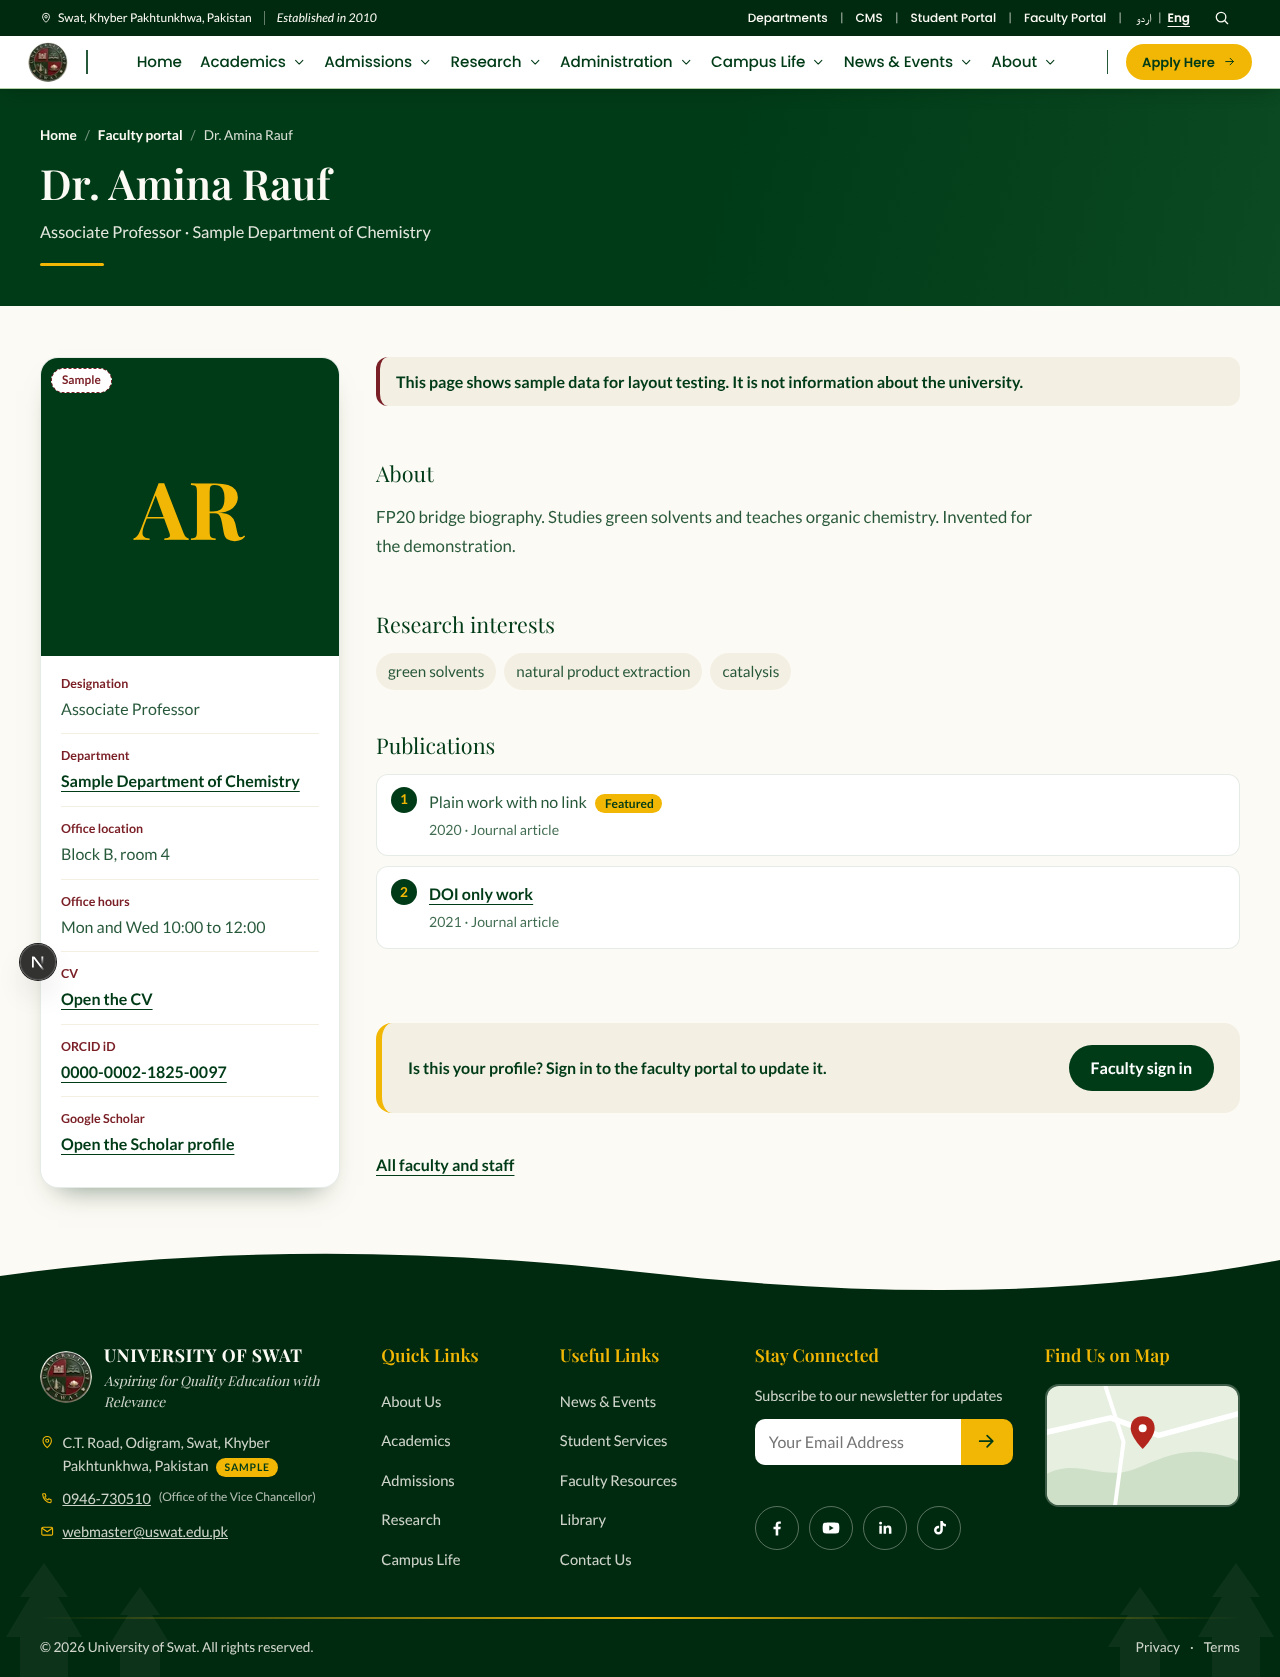 Swat, Khyber Pakhtunkhwa, Pakistan | Established in 2010
Departments | CMS | Student Portal | Faculty Portal | اردو | Eng
Home Academics Admissions Research Administration Campus Life News & Events About
Apply Here
Home / Faculty portal / Dr. Amina Rauf
Dr. Amina Rauf
Associate Professor · Sample Department of Chemistry
Sample
AR
Designation
Associate Professor
Department
Sample Department of Chemistry
Office location
Block B, room 4
Office hours
Mon and Wed 10:00 to 12:00
N
CV
Open the CV
ORCID iD
0000-0002-1825-0097
Google Scholar
Open the Scholar profile
This page shows sample data for layout testing. It is not information about the university.
About
FP20 bridge biography. Studies green solvents and teaches organic chemistry. Invented for
the demonstration.
Research interests
green solvents natural product extraction catalysis
Publications
1 Plain work with no link Featured
2020 · Journal article
2 DOI only work
2021 · Journal article
Is this your profile? Sign in to the faculty portal to update it.
Faculty sign in
All faculty and staff
UNIVERSITY OF SWAT
Aspiring for Quality Education with
Relevance
C.T. Road, Odigram, Swat, Khyber
Pakhtunkhwa, Pakistan SAMPLE
0946-730510 (Office of the Vice Chancellor)
webmaster@uswat.edu.pk
Quick Links
About Us
Academics
Admissions
Research
Campus Life
Useful Links
News & Events
Student Services
Faculty Resources
Library
Contact Us
Stay Connected
Subscribe to our newsletter for updates
Your Email Address
Find Us on Map
© 2026 University of Swat. All rights reserved.
Privacy · Terms